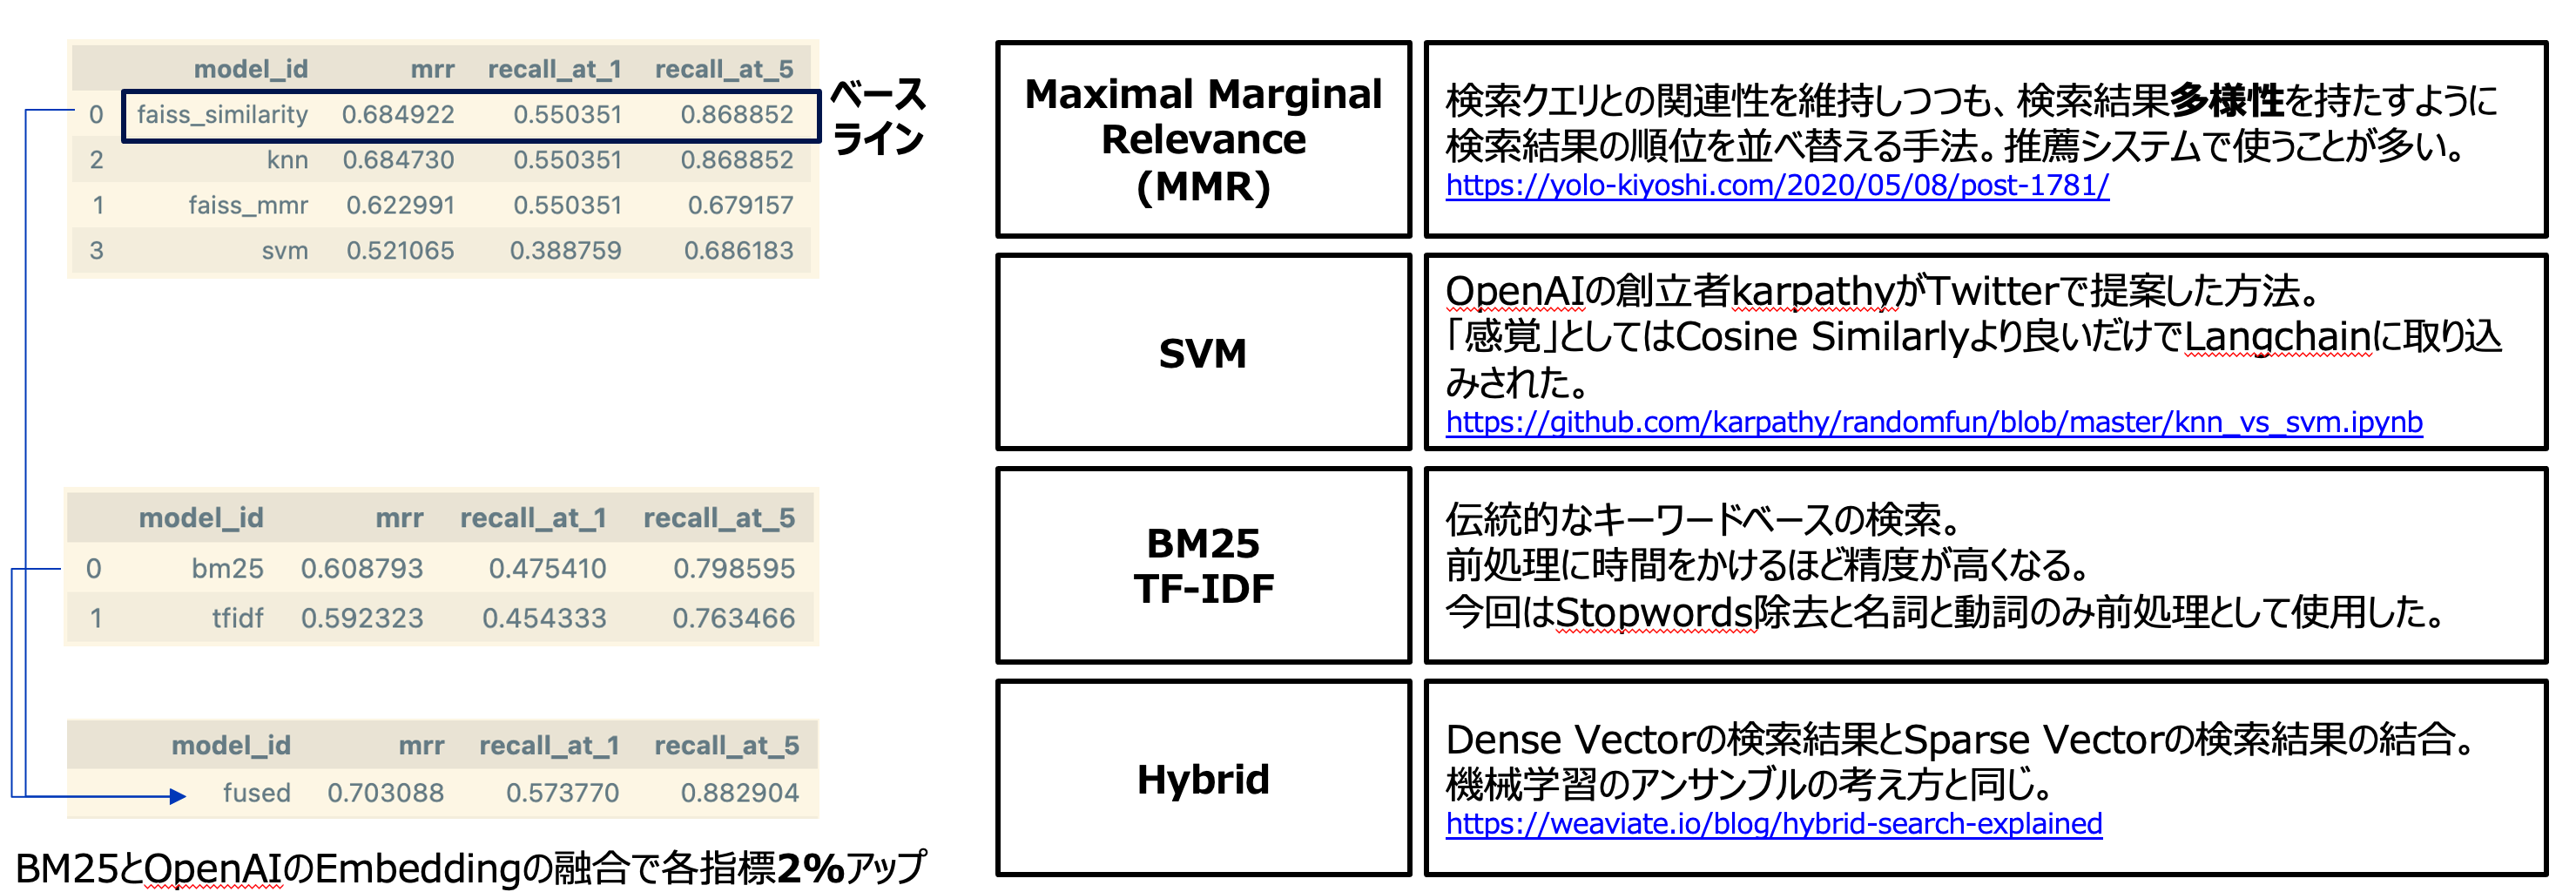 model_id mrr recall_at_1 recall_at_5
0 faiss_similarity 0.684922 0.550351 0.868852
2 knn 0.684730 0.550351 0.868852
1 faiss_mmr 0.622991 0.550351 0.679157
3 svm 0.521065 0.388759 0.686183
ベース
ライン
model_id mrr recall_at_1 recall_at_5
0 bm25 0.608793 0.475410 0.798595
1 tfidf 0.592323 0.454333 0.763466
model_id mrr recall_at_1 recall_at_5
fused 0.703088 0.573770 0.882904
BM25とOpenAIのEmbeddingの融合で各指標2%アップ
Maximal Marginal
Relevance
(MMR)
検索クエリとの関連性を維持しつつも、検索結果多様性を持たすように
検索結果の順位を並べ替える手法。推薦システムで使うことが多い。
https://yolo-kiyoshi.com/2020/05/08/post-1781/
SVM
OpenAIの創立者karpathyがTwitterで提案した方法。
「感覚」としてはCosine Similarlyより良いだけでLangchainに取り込
みされた。
https://github.com/karpathy/randomfun/blob/master/knn_vs_svm.ipynb
BM25
TF-IDF
伝統的なキーワードベースの検索。
前処理に時間をかけるほど精度が高くなる。
今回はStopwords除去と名詞と動詞のみ前処理として使用した。
Hybrid
Dense Vectorの検索結果とSparse Vectorの検索結果の結合。
機械学習のアンサンブルの考え方と同じ。
https://weaviate.io/blog/hybrid-search-explained